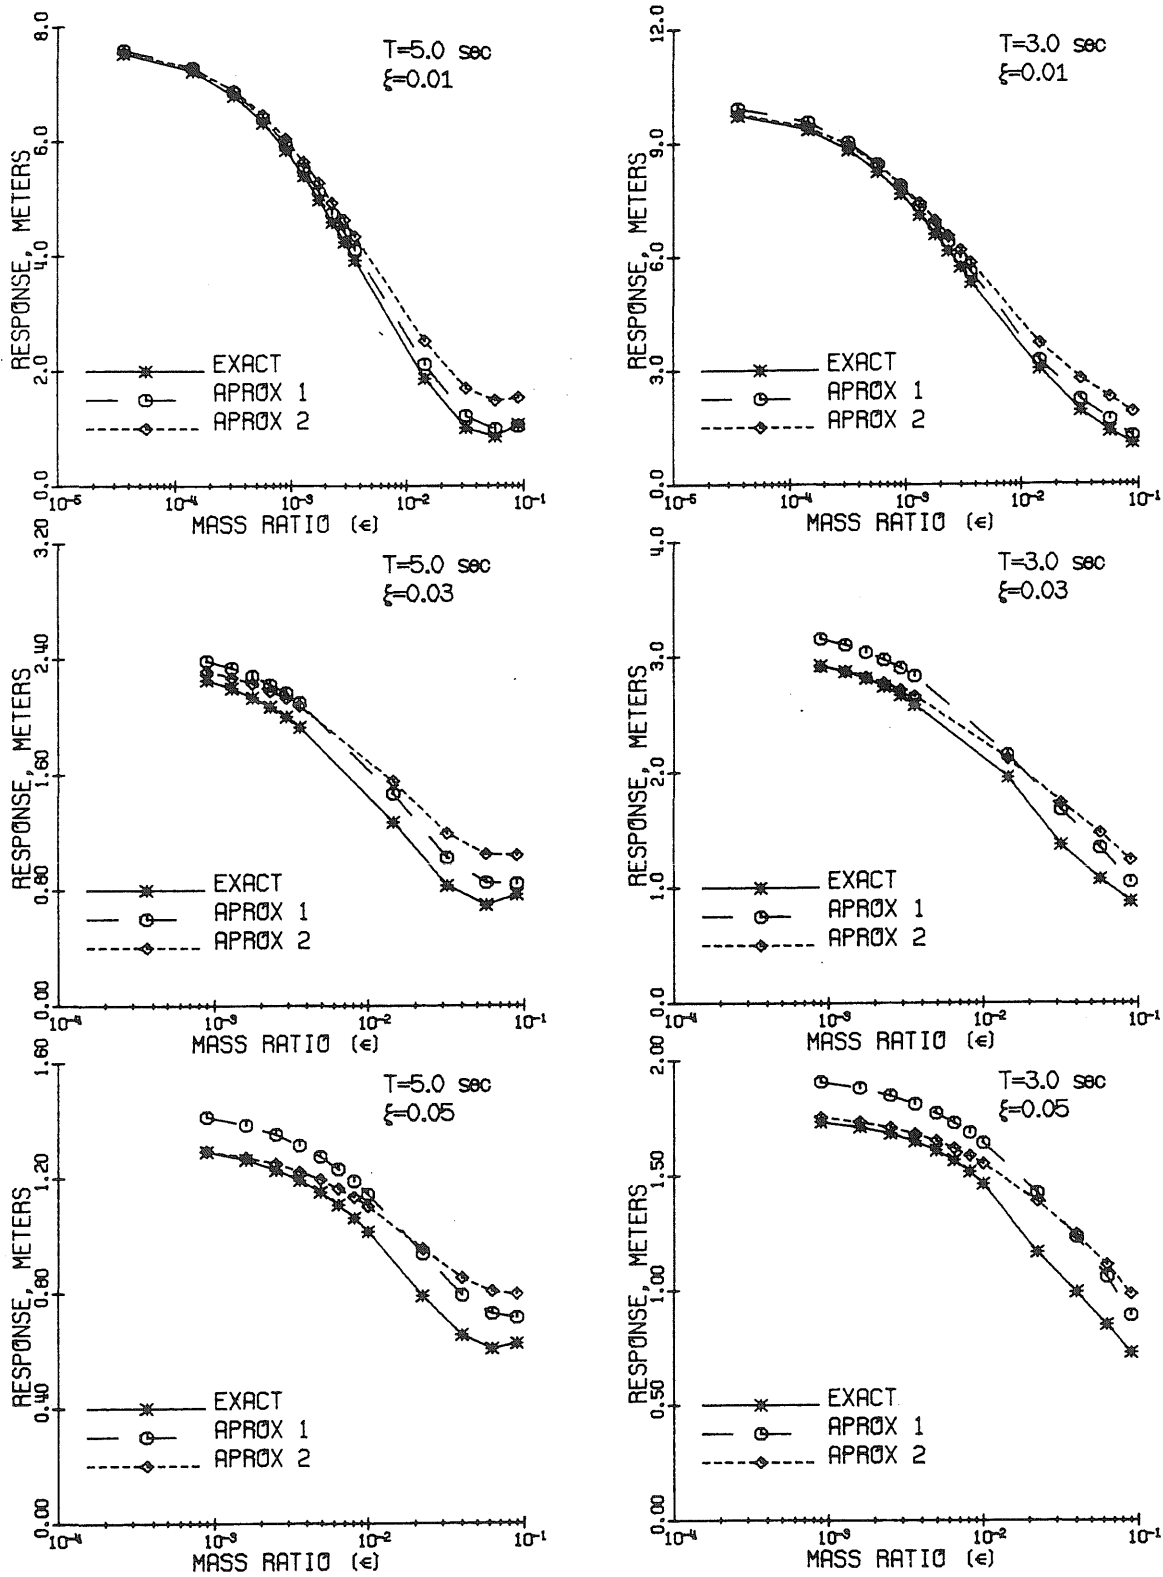 T=5.0 sec
ξ=0.01
RESPONSE, METERS
8.0
6.0
4.0
2.0
0.0
EXACT
APROX 1
APROX 2
10⁻⁵ 10⁻⁴ 10⁻³ 10⁻² 10⁻¹
MASS RATIO (ϵ)
T=3.0 sec
ξ=0.01
RESPONSE, METERS
12.0
9.0
6.0
3.0
0.0
EXACT
APROX 1
APROX 2
10⁻⁵ 10⁻⁴ 10⁻³ 10⁻² 10⁻¹
MASS RATIO (ϵ)
T=5.0 sec
ξ=0.03
RESPONSE, METERS
3.20
2.40
1.60
0.80
0.00
EXACT
APROX 1
APROX 2
10⁻⁴ 10⁻³ 10⁻² 10⁻¹
MASS RATIO (ϵ)
T=3.0 sec
ξ=0.03
RESPONSE, METERS
4.0
3.0
2.0
1.0
0.0
EXACT
APROX 1
APROX 2
10⁻⁴ 10⁻³ 10⁻² 10⁻¹
MASS RATIO (ϵ)
T=5.0 sec
ξ=0.05
RESPONSE, METERS
1.60
1.20
0.80
0.40
0.00
EXACT
APROX 1
APROX 2
10⁻⁴ 10⁻³ 10⁻² 10⁻¹
MASS RATIO (ϵ)
T=3.0 sec
ξ=0.05
RESPONSE, METERS
2.00
1.50
1.00
0.50
0.00
EXACT
APROX 1
APROX 2
10⁻⁴ 10⁻³ 10⁻² 10⁻¹
MASS RATIO (ϵ)